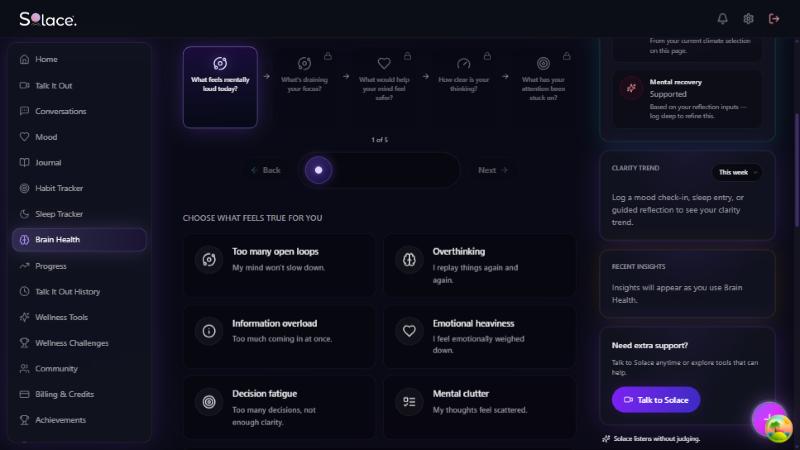 Solace.
Home
Talk It Out
Conversations
Mood
Journal
Habit Tracker
Sleep Tracker
Brain Health
Progress
Talk It Out History
Wellness Tools
Wellness Challenges
Community
Billing & Credits
Achievements
What feels mentally
loud today?
What's draining
your focus?
What would help
your mind feel
safer?
How clear is your
thinking?
What has your
attention been
stuck on?
1 of 5
Back
Next
CHOOSE WHAT FEELS TRUE FOR YOU
Too many open loops
My mind won't slow down.
Overthinking
I replay things again and
again.
Information overload
Too much coming in at once.
Emotional heaviness
I feel emotionally weighed
down.
Decision fatigue
Too many decisions, not
enough clarity.
Mental clutter
My thoughts feel scattered.
From your current climate selection
on this page.
Mental recovery
Supported
Based on your reflection inputs —
log deep to refine this.
CLARITY TREND
This week
Log a mood check-in, sleep entry, or
guided reflection to see your clarity
trend.
RECENT INSIGHTS
Insights will appear as you use Brain
Health.
Need extra support?
Talk to Solace anytime or explore tools that can
help.
Talk to Solace
Solace listens without judging.